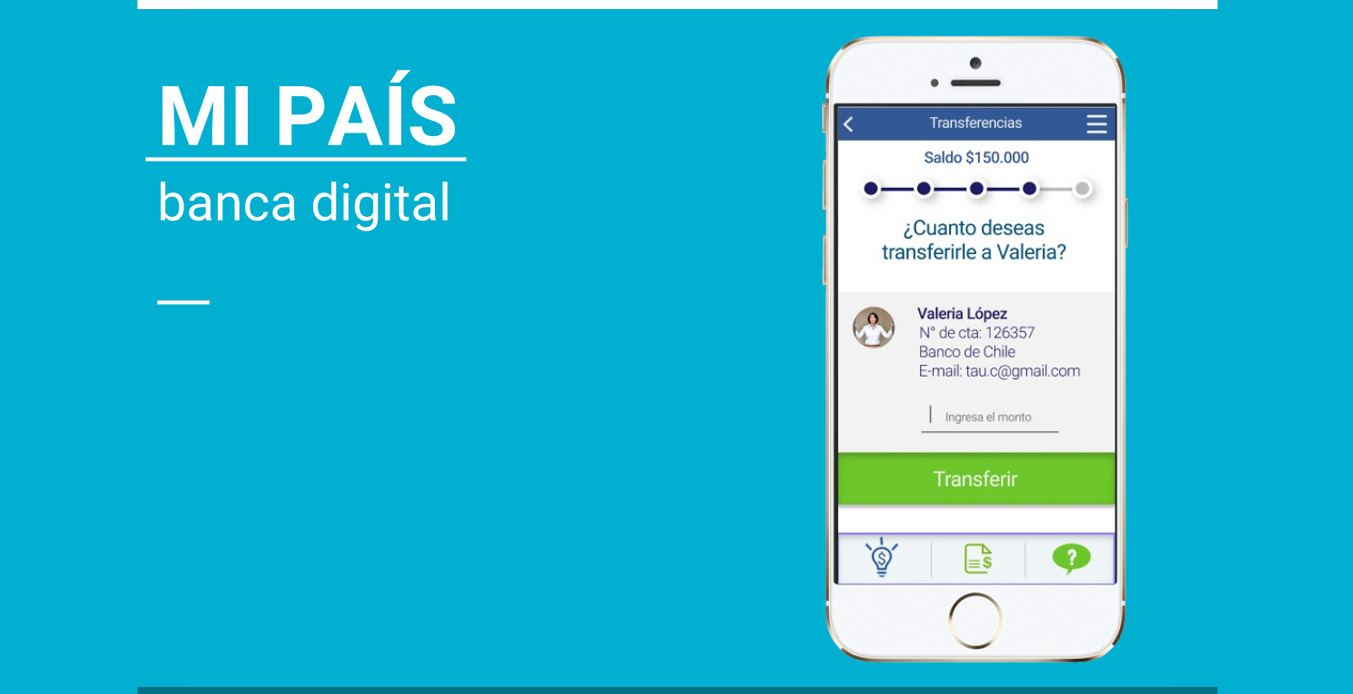 MI PAÍS
banca digital
Transferencias
Saldo $150.000
¿Cuanto deseas
transferirle a Valeria?
Valeria López
N° de cta: 126357
Banco de Chile
E-mail: tau.c@gmail.com
Ingresa el monto
Transferir
$
$
?